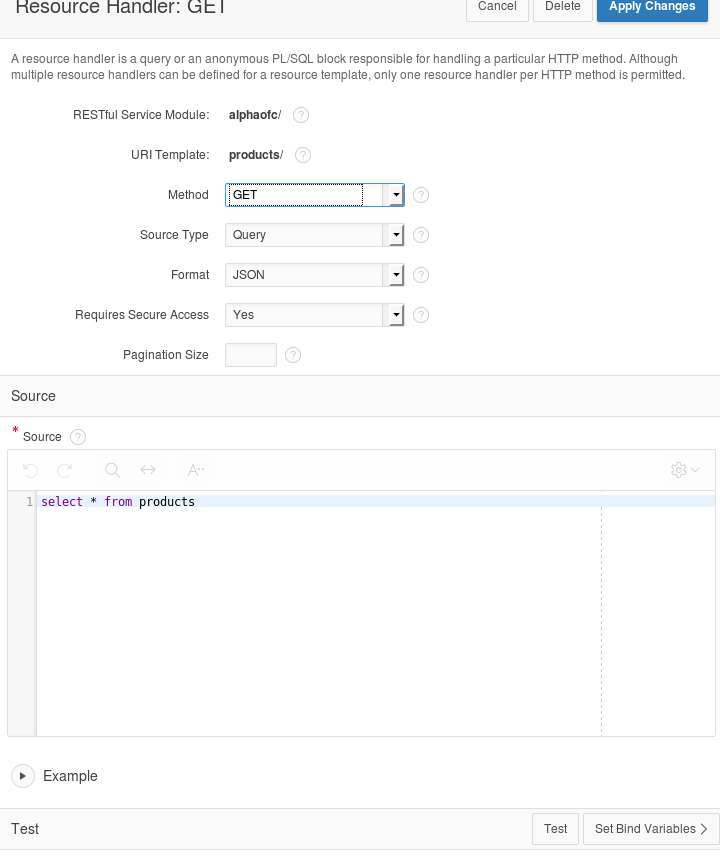 Resource Handler: GET
Cancel
Delete
Apply Changes
A resource handler is a query or an anonymous PL/SQL block responsible for handling a particular HTTP method. Although
multiple resource handlers can be defined for a resource template, only one resource handler per HTTP method is permitted.
RESTful Service Module: alphaofc/ ?
URI Template: products/ ?
Method GET ?
Source Type Query ?
Format JSON ?
Requires Secure Access Yes ?
Pagination Size ?
Source
* Source ?
A··
1 select * from products
Example
Test
Test
Set Bind Variables